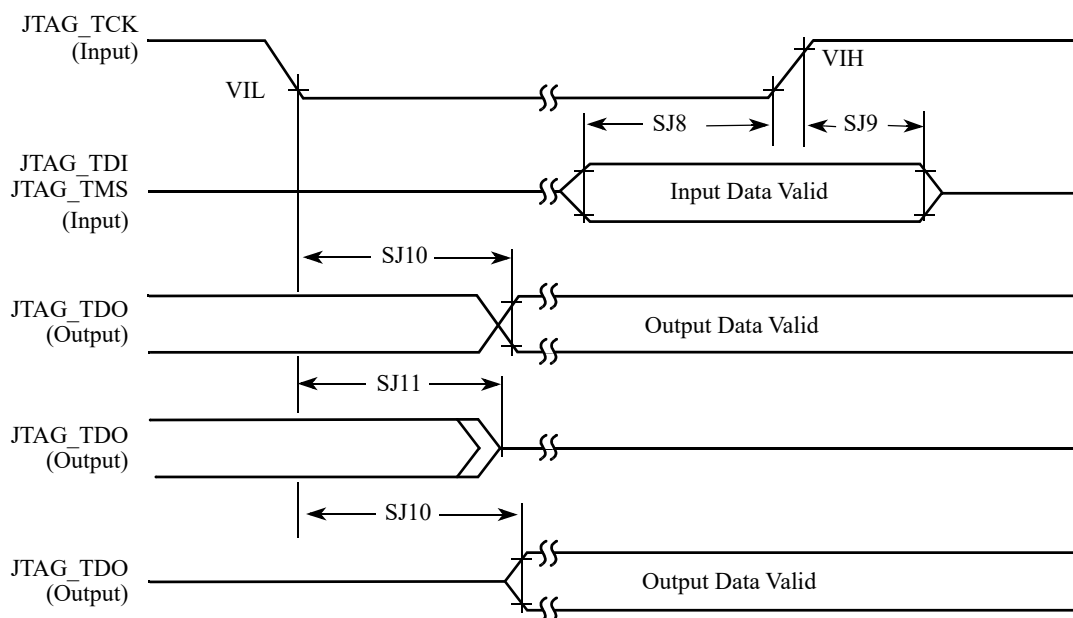 JTAG_TCK
(Input)
VIL
VIH
SJ8
SJ9
JTAG_TDI
JTAG_TMS
(Input)
Input Data Valid
SJ10
JTAG_TDO
(Output)
Output Data Valid
SJ11
JTAG_TDO
(Output)
SJ10
JTAG_TDO
(Output)
Output Data Valid